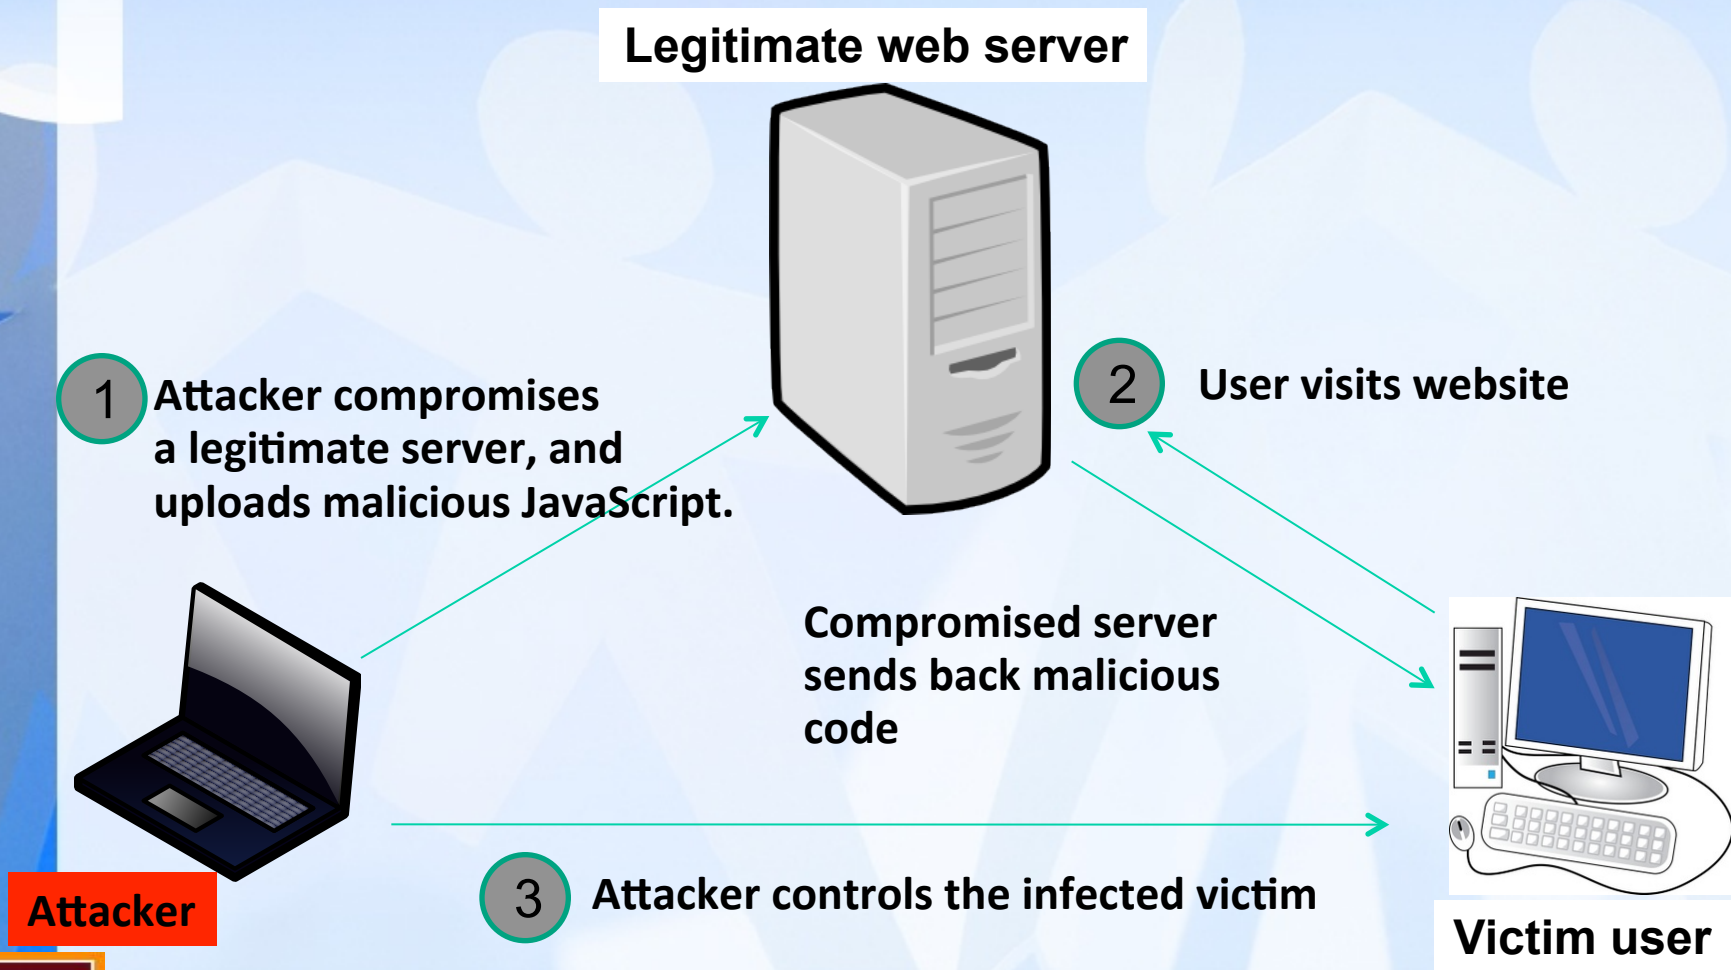 Legitimate web server
1
Attacker compromises
a legitimate server, and
uploads malicious JavaScript.
2
User visits website
Compromised server
sends back malicious
code
3
Attacker controls the infected victim
Attacker
Victim user